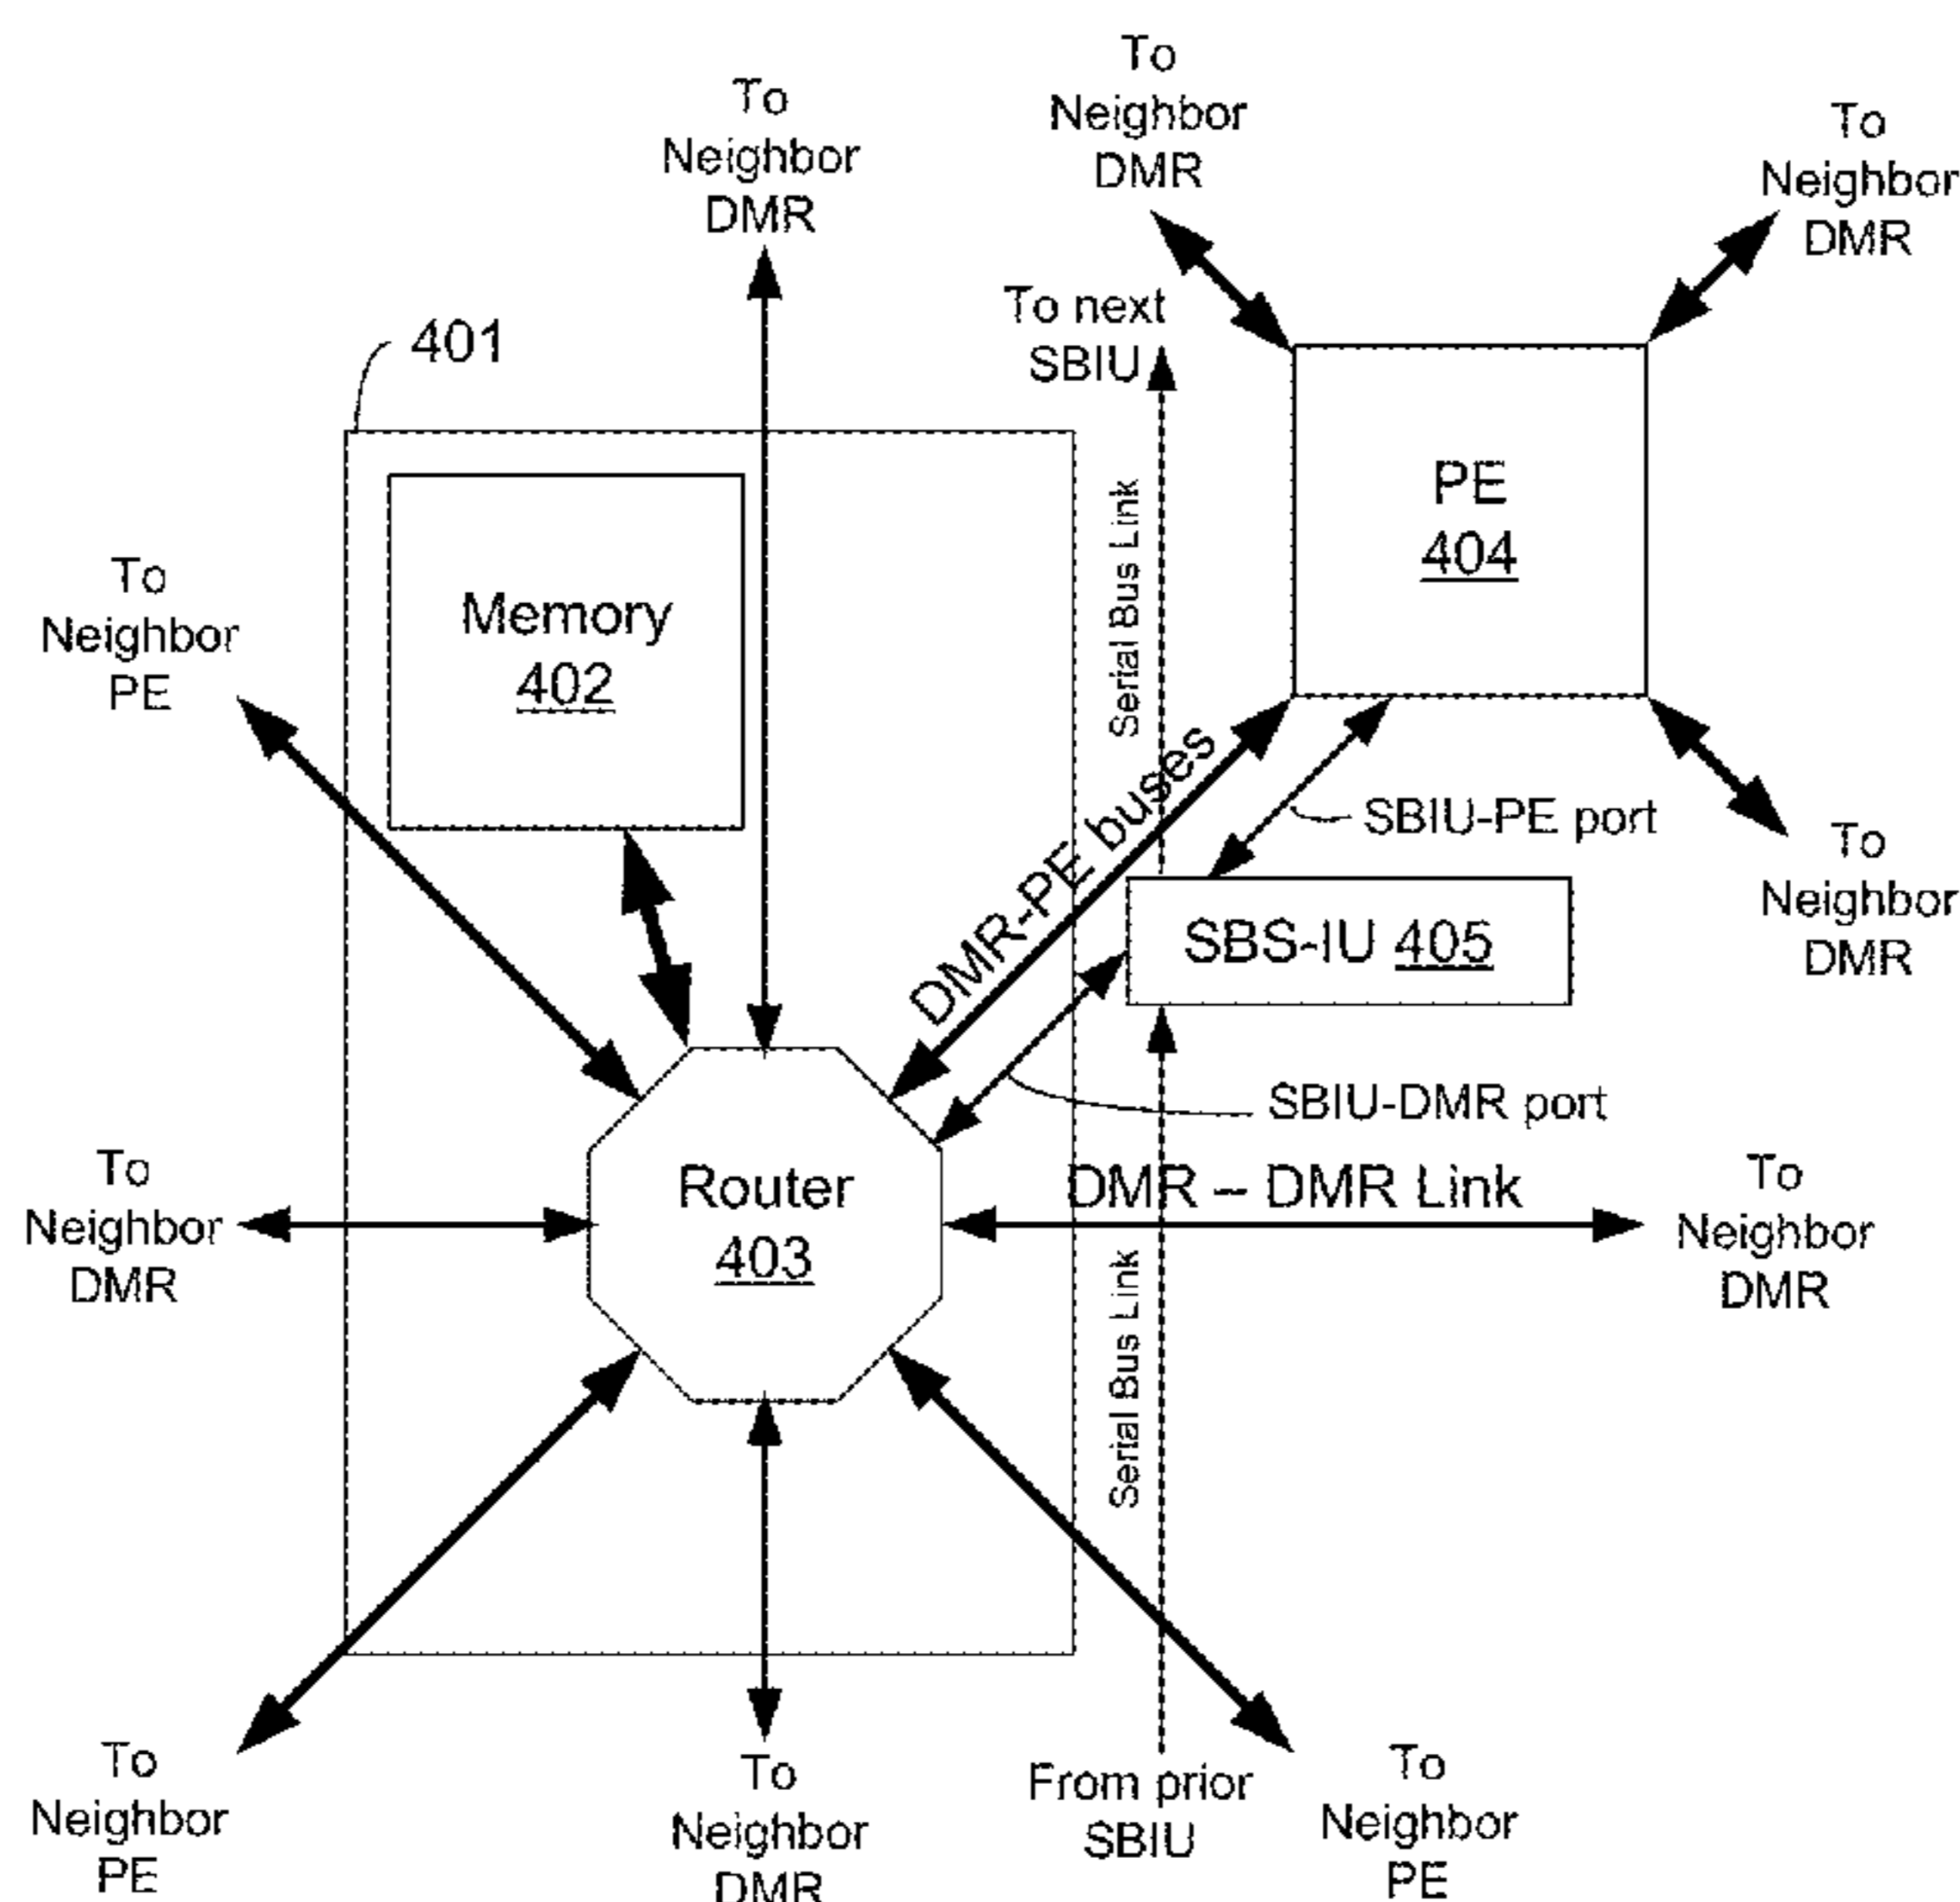 To
Neighbor
DMR
To
Neighbor
DMR
To
Neighbor
DMR
To next
SBIU
401
PE
404
Serial Bus Link
Memory
402
To
Neighbor
PE
DMR-PE buses
SBIU-PE port
To
Neighbor
DMR
SBS-IU 405
SBIU-DMR port
To
Neighbor
DMR
Router
403
DMR – DMR Link
To
Neighbor
DMR
Serial Bus Link
To
Neighbor
PE
To
Neighbor
DMR
From prior
SBIU
To
Neighbor
PE